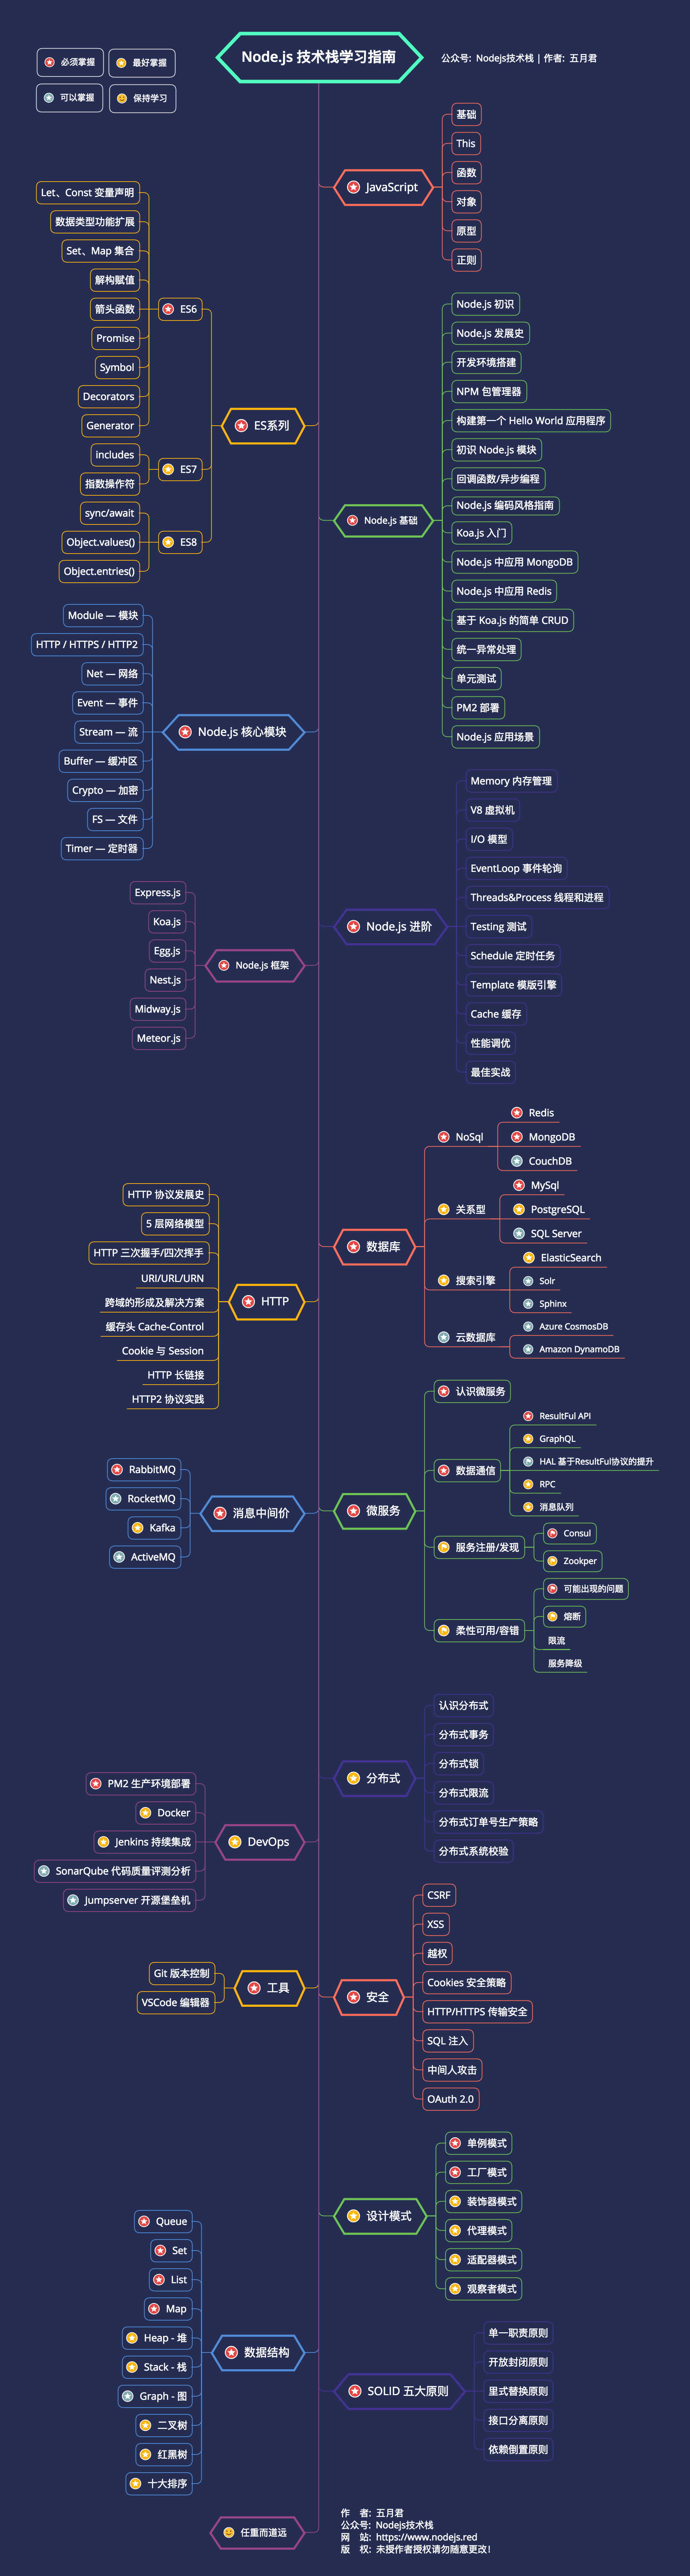 Node.js 技术栈学习指南
公众号: Nodejs技术栈 | 作者: 五月君
必须掌握
最好掌握
可以掌握
保持学习
JavaScript
基础
This
函数
对象
原型
正则
ES系列
ES6
Let、Const 变量声明
数据类型功能扩展
Set、Map 集合
解构赋值
箭头函数
Promise
Symbol
Decorators
Generator
ES7
includes
指数操作符
ES8
sync/await
Object.values()
Object.entries()
Node.js 基础
Node.js 初识
Node.js 发展史
开发环境搭建
NPM 包管理器
构建第一个 Hello World 应用程序
初识 Node.js 模块
回调函数/异步编程
Node.js 编码风格指南
Koa.js 入门
Node.js 中应用 MongoDB
Node.js 中应用 Redis
基于 Koa.js 的简单 CRUD
统一异常处理
单元测试
PM2 部署
Node.js 应用场景
Node.js 核心模块
Module — 模块
HTTP / HTTPS / HTTP2
Net — 网络
Event — 事件
Stream — 流
Buffer — 缓冲区
Crypto — 加密
FS — 文件
Timer — 定时器
Node.js 进阶
Memory 内存管理
V8 虚拟机
I/O 模型
EventLoop 事件轮询
Threads&Process 线程和进程
Testing 测试
Schedule 定时任务
Template 模版引擎
Cache 缓存
性能调优
最佳实战
Node.js 框架
Express.js
Koa.js
Egg.js
Nest.js
Midway.js
Meteor.js
数据库
NoSql
Redis
MongoDB
CouchDB
关系型
MySql
PostgreSQL
SQL Server
搜索引擎
ElasticSearch
Solr
Sphinx
云数据库
Azure CosmosDB
Amazon DynamoDB
HTTP
HTTP 协议发展史
5 层网络模型
HTTP 三次握手/四次挥手
URI/URL/URN
跨域的形成及解决方案
缓存头 Cache-Control
Cookie 与 Session
HTTP 长链接
HTTP2 协议实践
微服务
认识微服务
数据通信
ResultFul API
GraphQL
HAL 基于ResultFul协议的提升
RPC
消息队列
服务注册/发现
Consul
Zookper
柔性可用/容错
可能出现的问题
熔断
限流
服务降级
消息中间价
RabbitMQ
RocketMQ
Kafka
ActiveMQ
分布式
认识分布式
分布式事务
分布式锁
分布式限流
分布式订单号生产策略
分布式系统校验
DevOps
PM2 生产环境部署
Docker
Jenkins 持续集成
SonarQube 代码质量评测分析
Jumpserver 开源堡垒机
安全
CSRF
XSS
越权
Cookies 安全策略
HTTP/HTTPS 传输安全
SQL 注入
中间人攻击
OAuth 2.0
工具
Git 版本控制
VSCode 编辑器
设计模式
单例模式
工厂模式
装饰器模式
代理模式
适配器模式
观察者模式
数据结构
Queue
Set
List
Map
Heap - 堆
Stack - 栈
Graph - 图
二叉树
红黑树
十大排序
SOLID 五大原则
单一职责原则
开放封闭原则
里式替换原则
接口分离原则
依赖倒置原则
任重而道远
作 者: 五月君
公众号: Nodejs技术栈
网 站: https://www.nodejs.red
版 权: 未授作者授权请勿随意更改!